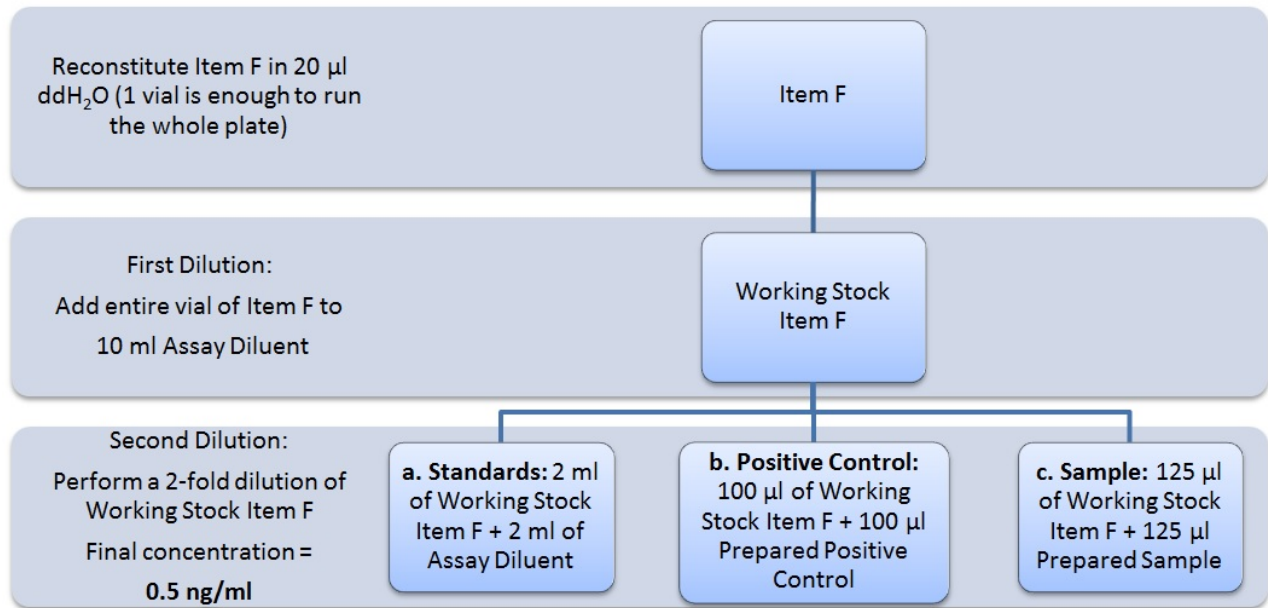 Reconstitute Item F in 20 µl
ddH₂O (1 vial is enough to run
the whole plate)
Item F
First Dilution:
Add entire vial of Item F to
10 ml Assay Diluent
Working Stock
Item F
Second Dilution:
Perform a 2-fold dilution of
Working Stock Item F
Final concentration =
0.5 ng/ml
a. Standards: 2 ml
of Working Stock
Item F + 2 ml of
Assay Diluent
b. Positive Control:
100 µl of Working
Stock Item F + 100 µl
Prepared Positive
Control
c. Sample: 125 µl
of Working Stock
Item F + 125 µl
Prepared Sample